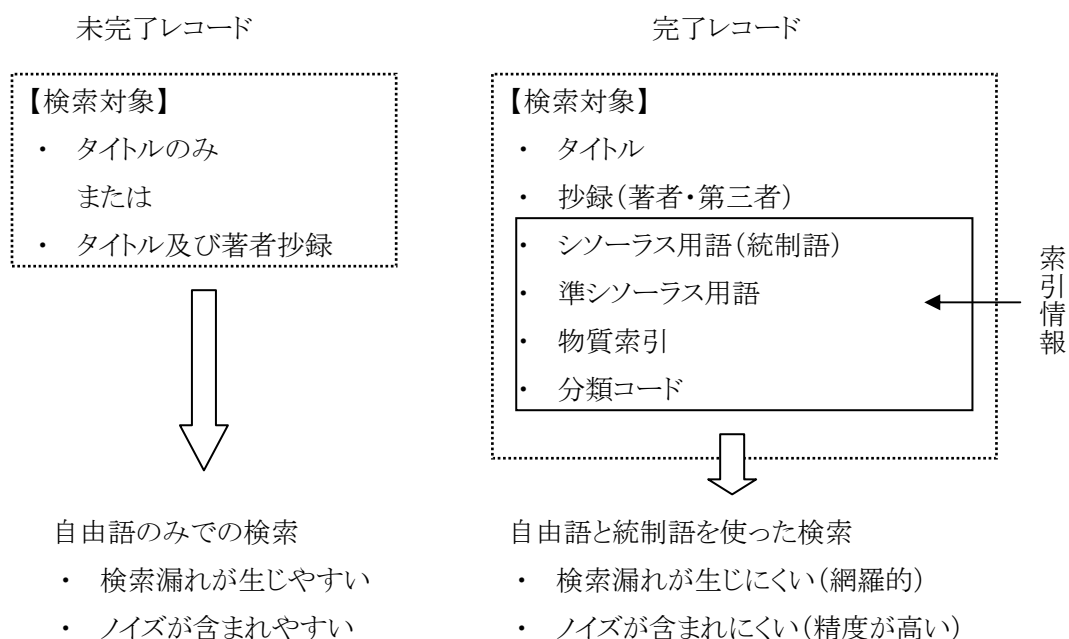 未完了レコード
【検索対象】
・ タイトルのみ
または
・ タイトル及び著者抄録
自由語のみでの検索
・ 検索漏れが生じやすい
・ ノイズが含まれやすい
完了レコード
【検索対象】
・ タイトル
・ 抄録(著者・第三者)
・ シソーラス用語(統制語)
・ 準シソーラス用語
・ 物質索引
・ 分類コード
索引情報
自由語と統制語を使った検索
・ 検索漏れが生じにくい(網羅的)
・ ノイズが含まれにくい(精度が高い)